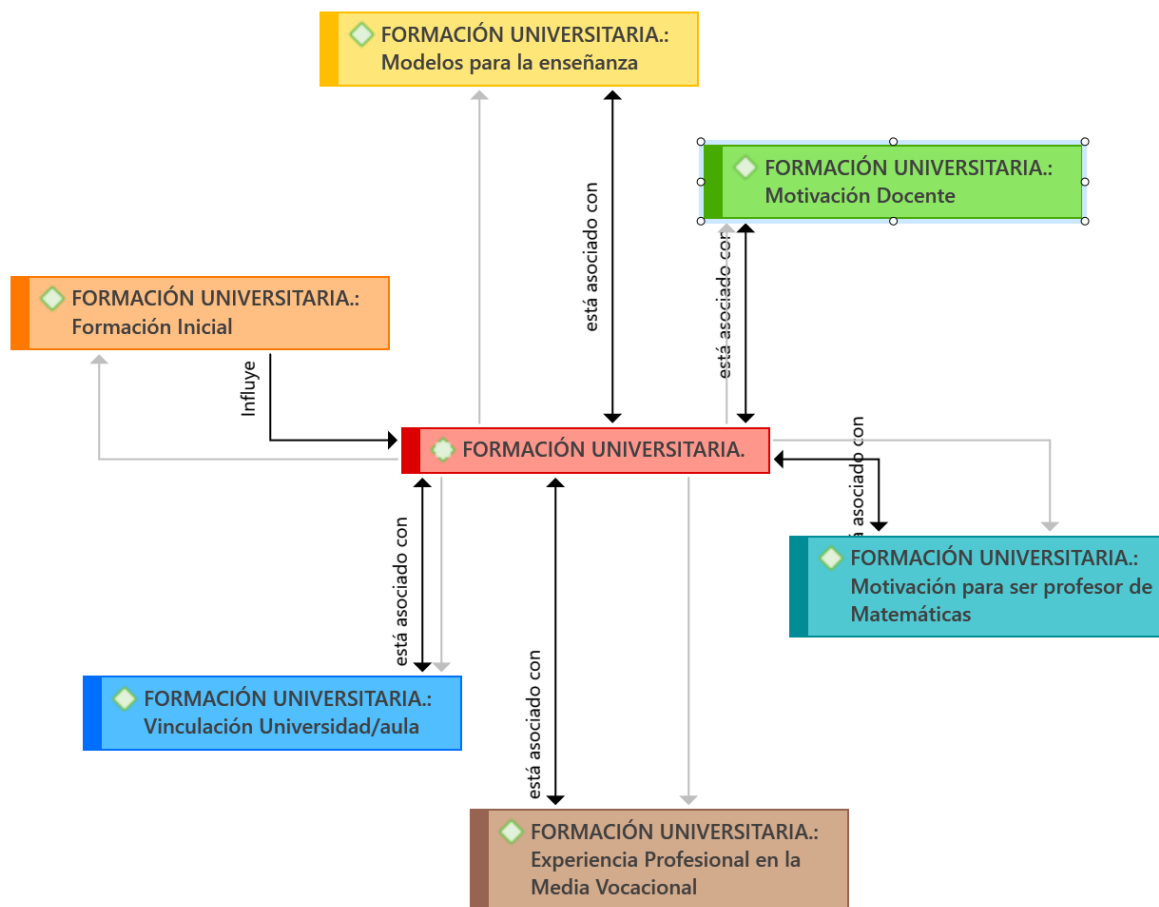 FORMACIÓN UNIVERSITARIA.:
Modelos para la enseñanza
FORMACIÓN UNIVERSITARIA.:
Motivación Docente
está asociado con
está asociado con
FORMACIÓN UNIVERSITARIA.:
Formación Inicial
Influye
FORMACIÓN UNIVERSITARIA.
está asociado con
FORMACIÓN UNIVERSITARIA.:
Motivación para ser profesor de
Matemáticas
está asociado con
está asociado con
FORMACIÓN UNIVERSITARIA.:
Vinculación Universidad/aula
FORMACIÓN UNIVERSITARIA.:
Experiencia Profesional en la
Media Vocacional